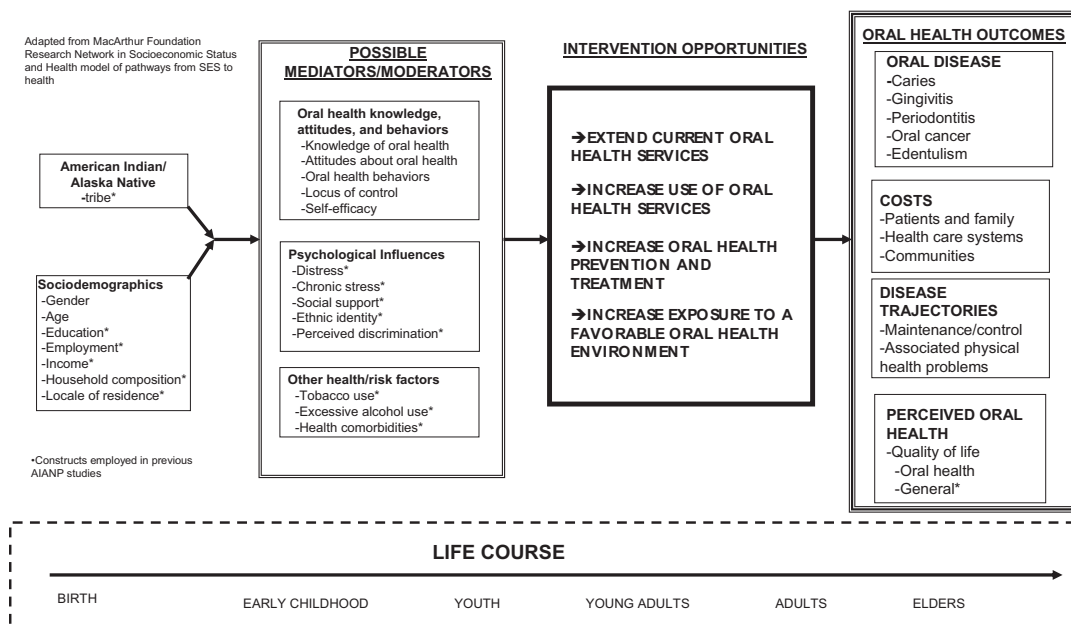 Adapted from MacArthur Foundation
Research Network in Socioeconomic Status
and Health model of pathways from SES to
health
American Indian/
Alaska Native
-tribe*
Sociodemographics
-Gender
-Age
-Education*
-Employment*
-Income*
-Household composition*
-Locale of residence*
•Constructs employed in previous
AIANP studies
POSSIBLE
MEDIATORS/MODERATORS
Oral health knowledge,
attitudes, and behaviors
-Knowledge of oral health
-Attitudes about oral health
-Oral health behaviors
-Locus of control
-Self-efficacy
Psychological Influences
-Distress*
-Chronic stress*
-Social support*
-Ethnic identity*
-Perceived discrimination*
Other health/risk factors
-Tobacco use*
-Excessive alcohol use*
-Health comorbidities*
INTERVENTION OPPORTUNITIES
→EXTEND CURRENT ORAL
HEALTH SERVICES
→INCREASE USE OF ORAL
HEALTH SERVICES
→INCREASE ORAL HEALTH
PREVENTION AND
TREATMENT
→INCREASE EXPOSURE TO A
FAVORABLE ORAL HEALTH
ENVIRONMENT
ORAL HEALTH OUTCOMES
ORAL DISEASE
-Caries
-Gingivitis
-Periodontitis
-Oral cancer
-Edentulism
COSTS
-Patients and family
-Health care systems
-Communities
DISEASE
TRAJECTORIES
-Maintenance/control
-Associated physical
health problems
PERCEIVED ORAL
HEALTH
-Quality of life
-Oral health
-General*
LIFE COURSE
BIRTH
EARLY CHILDHOOD
YOUTH
YOUNG ADULTS
ADULTS
ELDERS